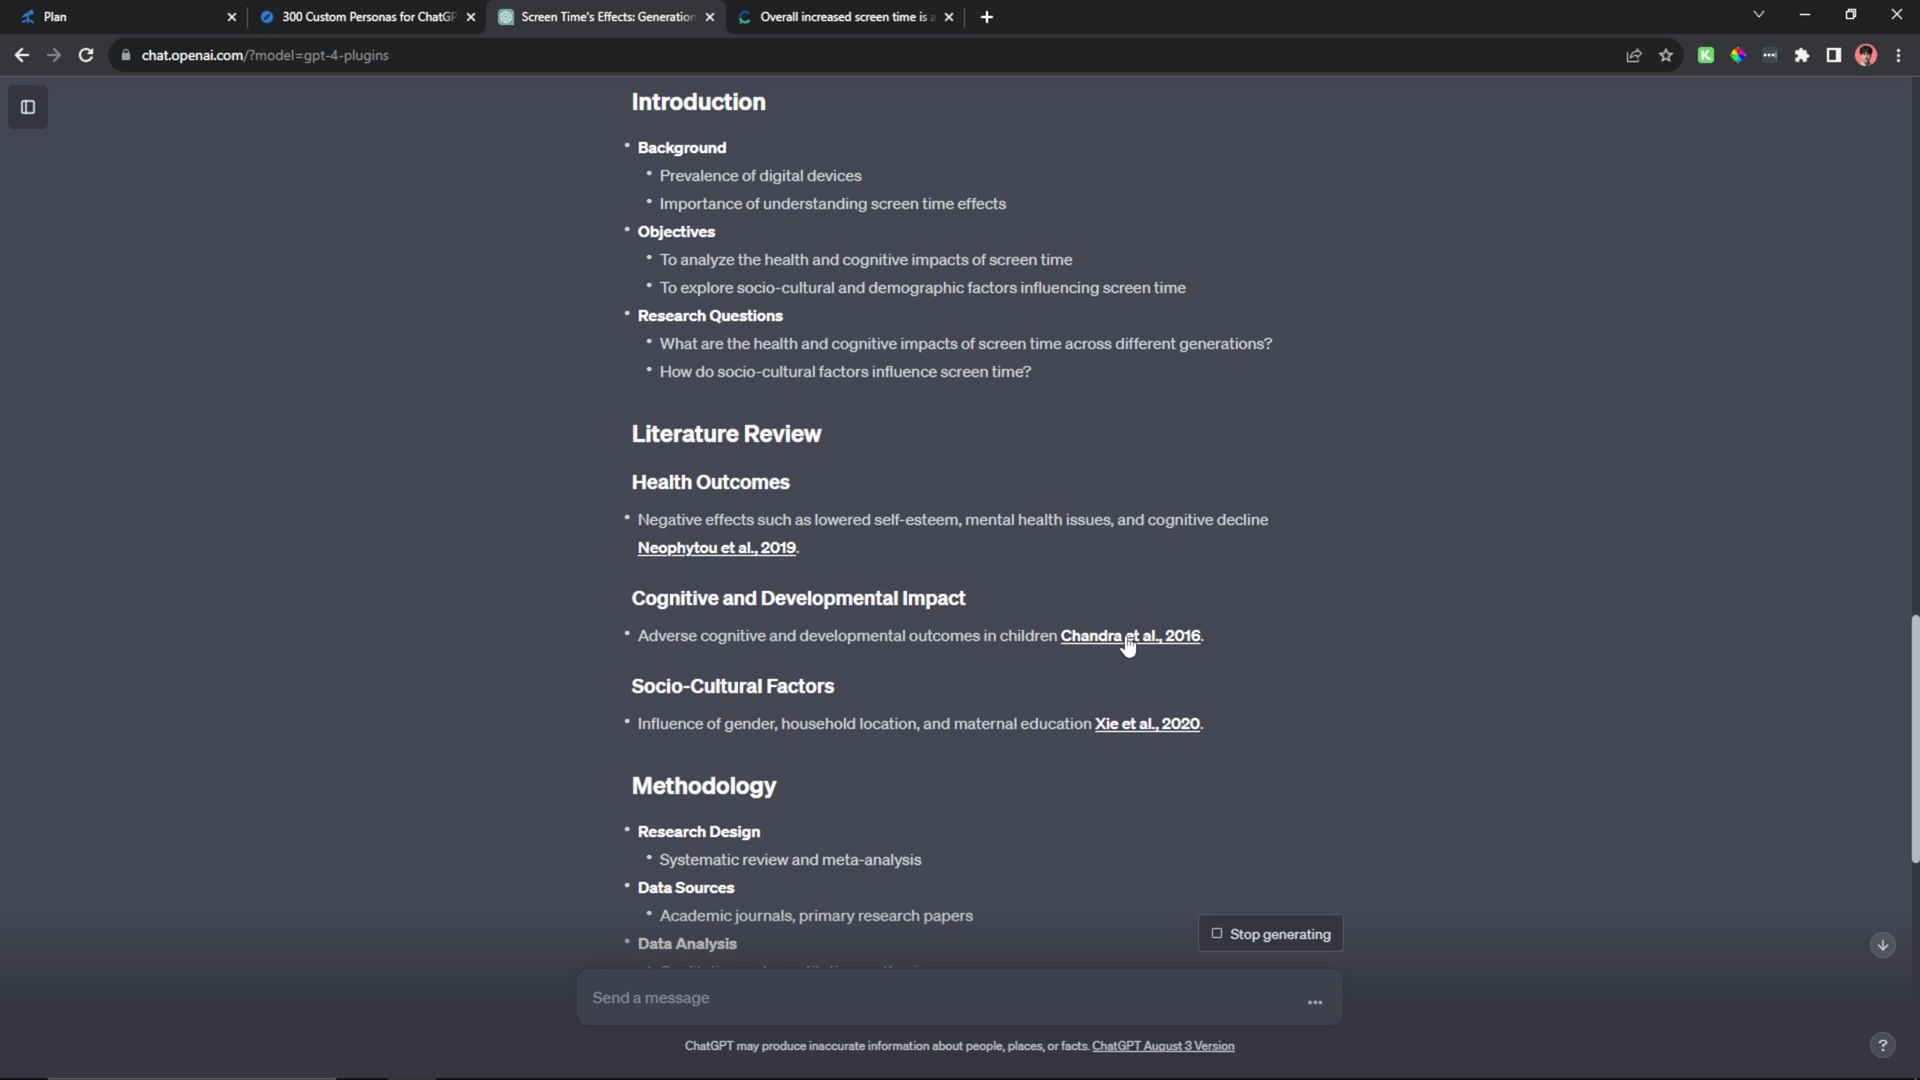 Plan
300 Custom Personas for ChatGP
Screen Time's Effects: Generation
Overall increased screen time is a
chat.openai.com/?model=gpt-4-plugins
K
Introduction
• Background
• Prevalence of digital devices
• Importance of understanding screen time effects
• Objectives
• To analyze the health and cognitive impacts of screen time
• To explore socio-cultural and demographic factors influencing screen time
• Research Questions
• What are the health and cognitive impacts of screen time across different generations?
• How do socio-cultural factors influence screen time?
Literature Review
Health Outcomes
• Negative effects such as lowered self-esteem, mental health issues, and cognitive decline
Neophytou et al., 2019.
Cognitive and Developmental Impact
• Adverse cognitive and developmental outcomes in children Chandra et al., 2016.
Socio-Cultural Factors
• Influence of gender, household location, and maternal education Xie et al., 2020.
Methodology
• Research Design
• Systematic review and meta-analysis
• Data Sources
• Academic journals, primary research papers
• Data Analysis
Stop generating
Send a message
ChatGPT may produce inaccurate information about people, places, or facts. ChatGPT August 3 Version
?